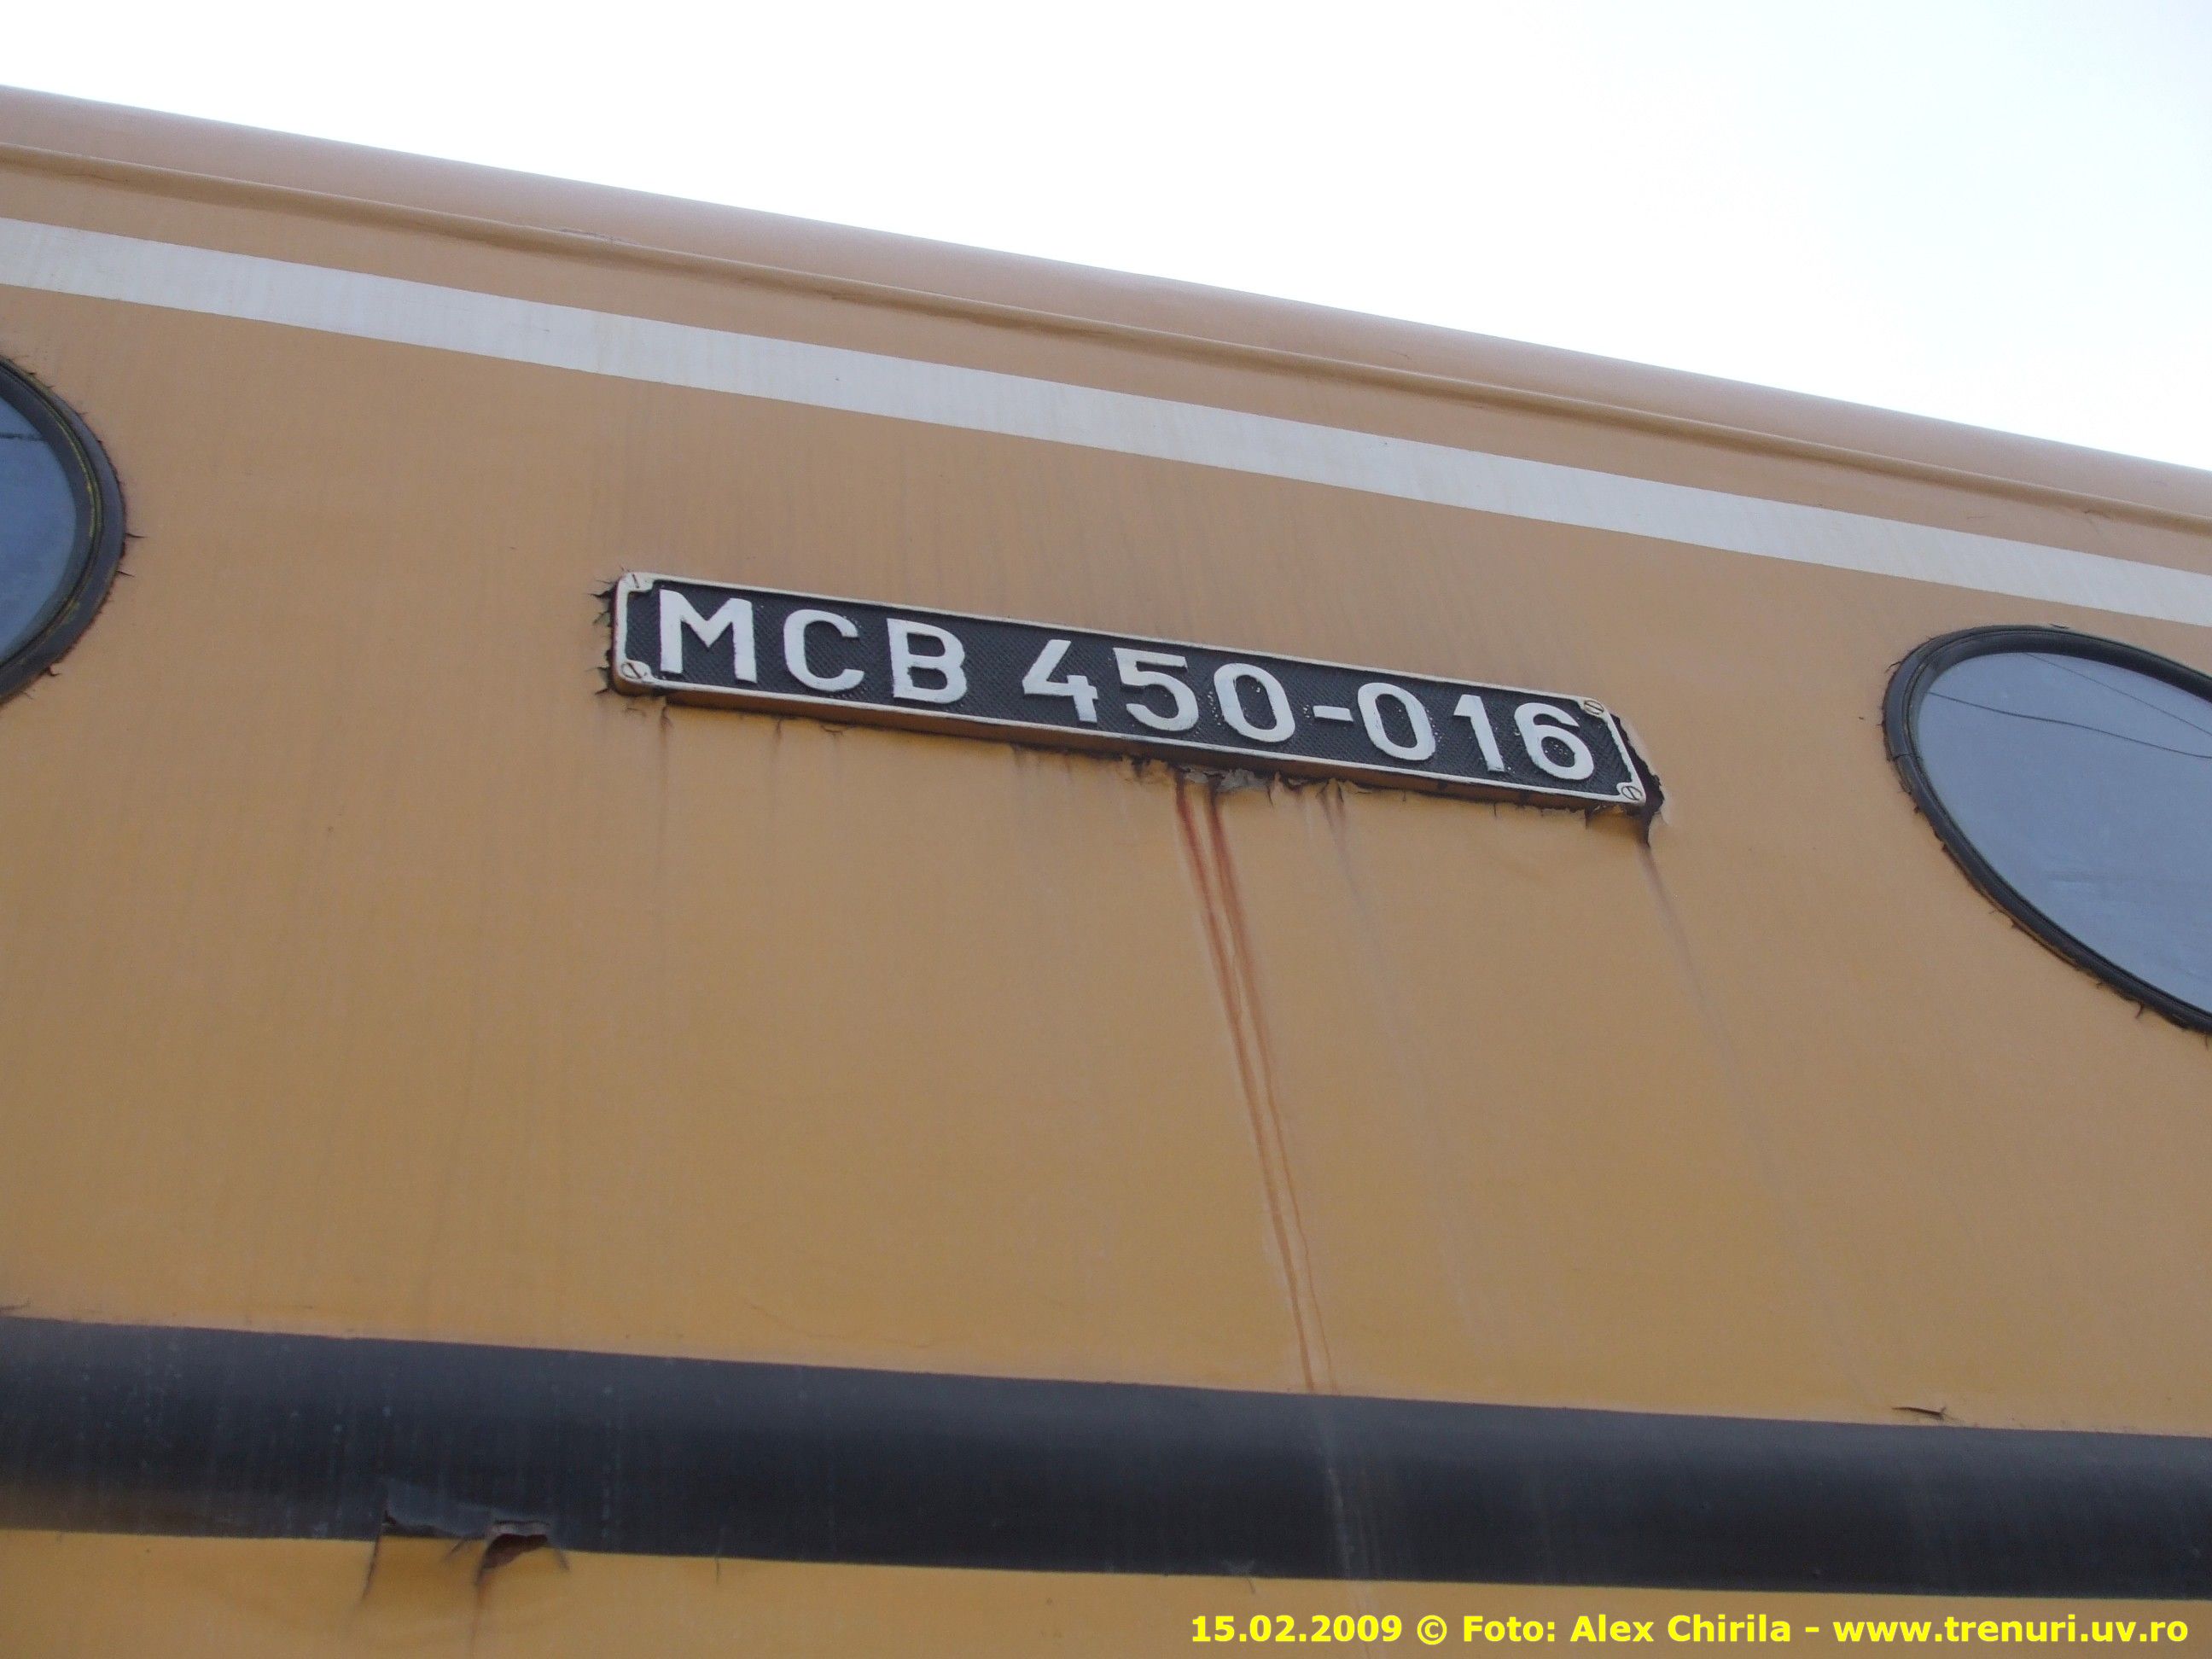 MCB 450-016
15.02.2009 © Foto: Alex Chirila - www.trenuri.uv.ro